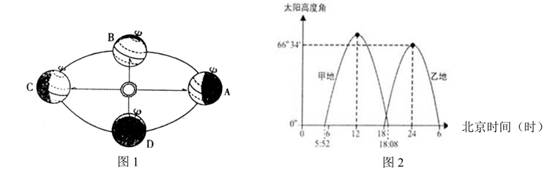 太阳高度角
B
φ
66°34′
C
φ
A
φ
甲地
乙地
D
φ
0°
北京时间（时）
0
6
12
18
24
6
5:52
18:08
图1
图2